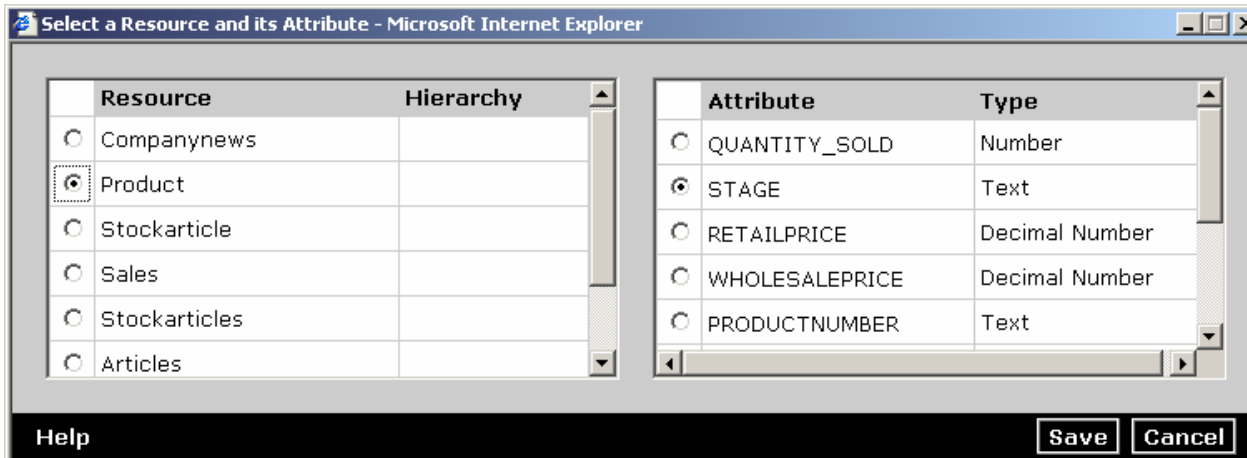 Select a Resource and its Attribute - Microsoft Internet Explorer
Resource Hierarchy
Companynews
Product
Stockarticle
Sales
Stockarticles
Articles
Attribute Type
QUANTITY_SOLD Number
STAGE Text
RETAILPRICE Decimal Number
WHOLESALEPRICE Decimal Number
PRODUCTNUMBER Text
Help Save Cancel